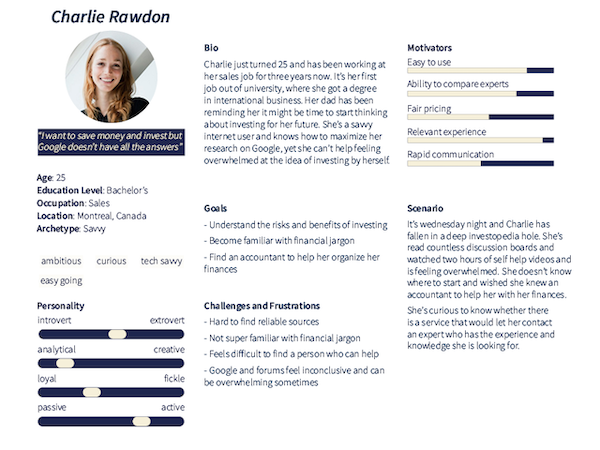 Charlie Rawdon
"I want to save money and invest but
Google doesn't have all the answers"
Age: 25
Education Level: Bachelor's
Occupation: Sales
Location: Montreal, Canada
Archetype: Savvy
ambitious curious tech savvy
easy going
Personality
introvert extrovert
analytical creative
loyal fickle
passive active
Bio
Charlie just turned 25 and has been working at
her sales job for three years now. It's her first
job out of university, where she got a degree
in international business. Her dad has been
reminding her it might be time to start thinking
about investing for her future. She's a savvy
internet user and knows how to maximize her
research on Google, yet she can't help feeling
overwhelmed at the idea of investing by herself.
Goals
- Understand the risks and benefits of investing
- Become familiar with financial jargon
- Find an accountant to help her organize her
finances
Challenges and Frustrations
- Hard to find reliable sources
- Not super familiar with financial jargon
- Feels difficult to find a person who can help
- Google and forums feel inconclusive and can
be overwhelming sometimes
Motivators
Easy to use
Ability to compare experts
Fair pricing
Relevant experience
Rapid communication
Scenario
It's wednesday night and Charlie has
fallen in a deep investopedia hole. She's
read countless discussion boards and
watched two hours of self help videos and
is feeling overwhelmed. She doesn't know
where to start and wished she knew an
accountant to help her with her finances.
She's curious to know whether there
is a service that would let her contact
an expert who has the experience and
knowledge she is looking for.